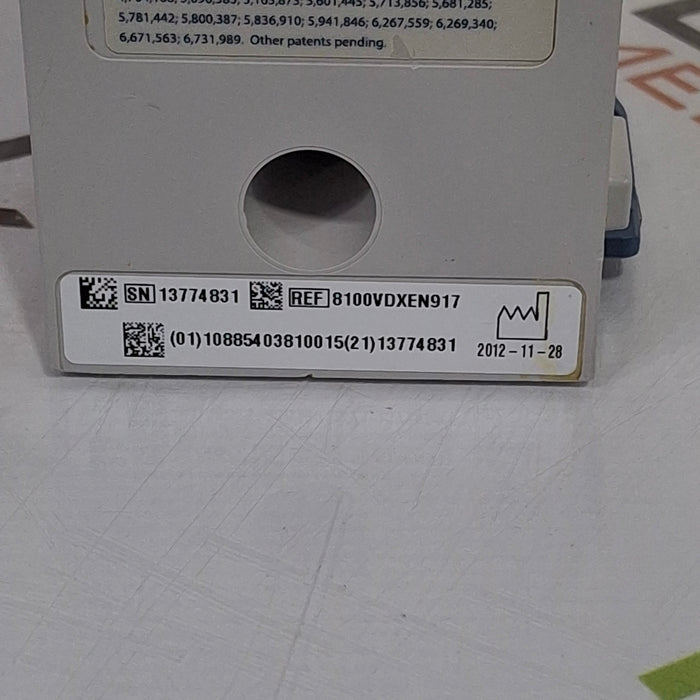 5,781,442; 5,800,387; 5,836,910; 5,941,846; 6,267,559; 6,269,340;
6,671,563; 6,731,989. Other patents pending.
SN 13774831 REF 8100VDXEN917
(01)10885403810015(21)13774831
2012-11-28